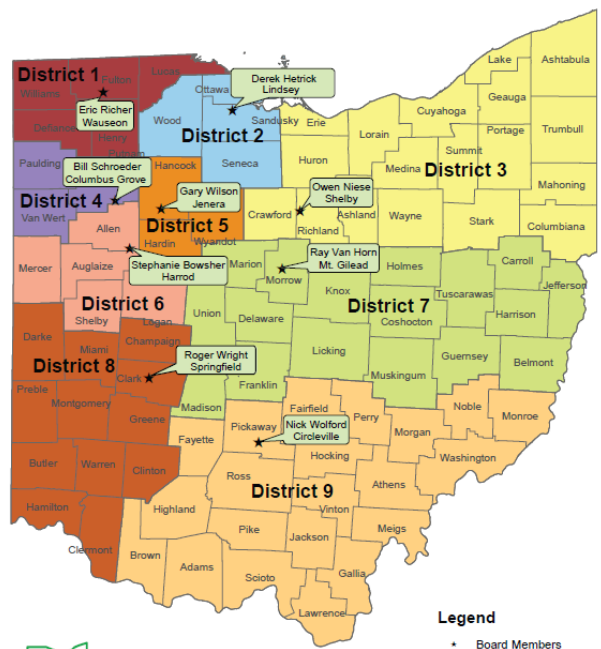 District 1
Williams
Fulton
Lucas
Defiance
Henry
Eric Richer
Wauseon
Derek Hetrick
Lindsey
Ottawa
Wood
Sandusky
District 2
Seneca
Erie
Huron
Lorain
Medina
Cuyahoga
Lake
Geauga
Ashtabula
Trumbull
Portage
Summit
District 3
Mahoning
Columbiana
Stark
Wayne
Ashland
Richland
Crawford
Owen Niese
Shelby
Paulding
Putnam
Bill Schroeder
Columbus Grove
District 4
Van Wert
Hancock
Gary Wilson
Jenera
District 5
Hardin
Wyandot
Allen
Stephanie Bowsher
Harrod
Mercer
Auglaize
District 6
Shelby
Logan
Marion
Morrow
Ray Van Horn
Mt. Gilead
Holmes
Carroll
Jefferson
Tuscarawas
Harrison
Knox
District 7
Coshocton
Union
Delaware
Licking
Guernsey
Belmont
Muskingum
Franklin
Madison
Darke
Miami
Champaign
District 8
Clark
Roger Wright
Springfield
Preble
Montgomery
Greene
Butler
Warren
Clinton
Hamilton
Clermont
Fairfield
Perry
Noble
Monroe
Morgan
Washington
Pickaway
Nick Wolford
Circleville
Fayette
Hocking
Ross
Athens
District 9
Vinton
Highland
Meigs
Pike
Jackson
Brown
Adams
Scioto
Gallia
Lawrence
Legend
Board Members